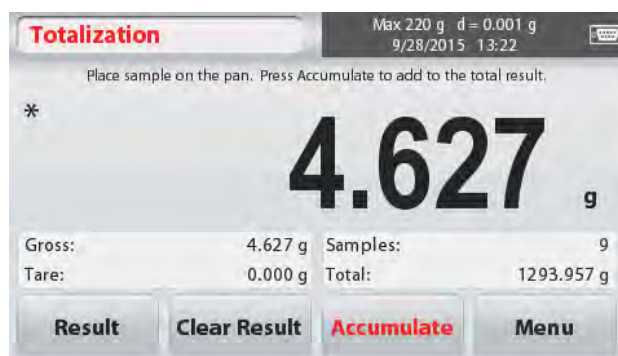 Totalization
Max 220 g d = 0.001 g
9/28/2015 13:22
Place sample on the pan. Press Accumulate to add to the total result.
*
4.627 g
Gross: 4.627 g Samples: 9
Tare: 0.000 g Total: 1293.957 g
Result Clear Result Accumulate Menu